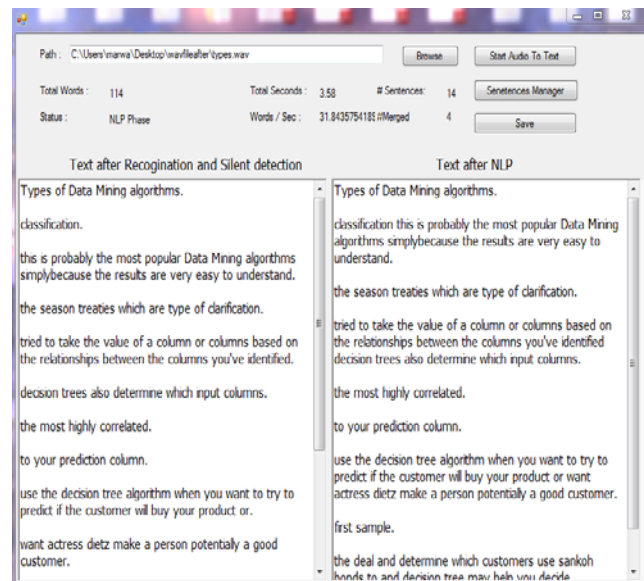 Path : C:\Users\marwa\Desktop\wavfileafter\types.wav Browse Start Audio To Text
Total Words : 114 Total Seconds : 3.58 # Sentences: 14 Senetences Manager
Status : NLP Phase Words / Sec : 31.8435754189 #Merged 4 Save
Text after Recogination and Silent detection
Types of Data Mining algorithms.
classification.
this is probably the most popular Data Mining algorithms
simplybecause the results are very easy to understand.
the season treaties which are type of clarification.
tried to take the value of a column or columns based on
the relationships between the columns you've identified.
decision trees also determine which input columns.
the most highly correlated.
to your prediction column.
use the decision tree algorithm when you want to try to
predict if the customer will buy your product or.
want actress dietz make a person potentially a good
customer.
Text after NLP
Types of Data Mining algorithms.
classification this is probably the most popular Data Mining
algorithms simplybecause the results are very easy to
understand.
the season treaties which are type of clarification.
tried to take the value of a column or columns based on
the relationships between the columns you've identified
decision trees also determine which input columns.
the most highly correlated.
to your prediction column.
use the decision tree algorithm when you want to try to
predict if the customer will buy your product or want
actress dietz make a person potentially a good customer.
first sample.
the deal and determine which customers use sankoh
bonds to and decision tree may help you decide